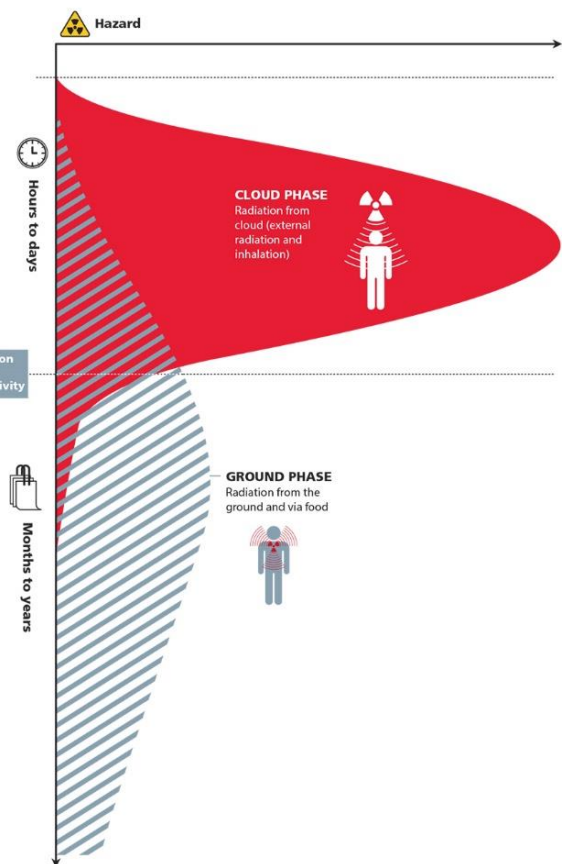 Hazard
Hours to days
CLOUD PHASE
Radiation from
cloud (external
radiation and
inhalation)
on
ivity
GROUND PHASE
Radiation from the
ground and via food
Months to years